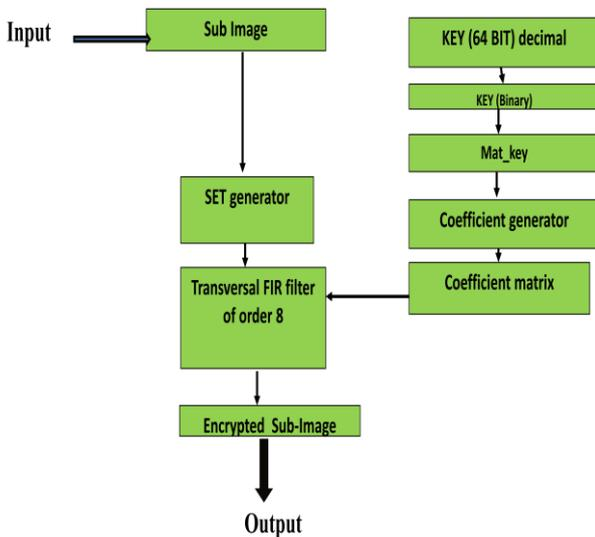 Input
Sub Image
SET generator
Transversal FIR filter
of order 8
Encrypted Sub-Image
Output
KEY (64 BIT) decimal
KEY (Binary)
Mat_key
Coefficient generator
Coefficient matrix